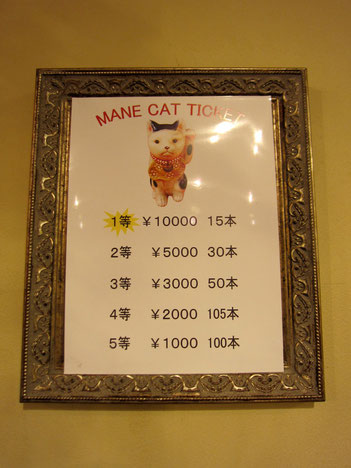 MANE CAT TICKET
1等 ￥10000 15本
2等 ￥5000 30本
3等 ￥3000 50本
4等 ￥2000 105本
5等 ￥1000 100本